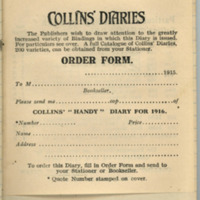 COLLINS' DIARIES
The Publishers wish to draw attention to the greatly
increased variety of Bindings in which this Diary is issued.
For particulars see over. A full Catalogue of Collins' Diaries,
200 varieties, can be obtained from your Stationer.
ORDER FORM.
1915.
To M
Bookseller,
Please send me cop of
COLLINS' "HANDY" DIARY FOR 1916.
*Number Price
Name
Address
To order this Diary, fill in Order Form and send to
your Stationer or Bookseller.
* Quote Number stamped on cover.